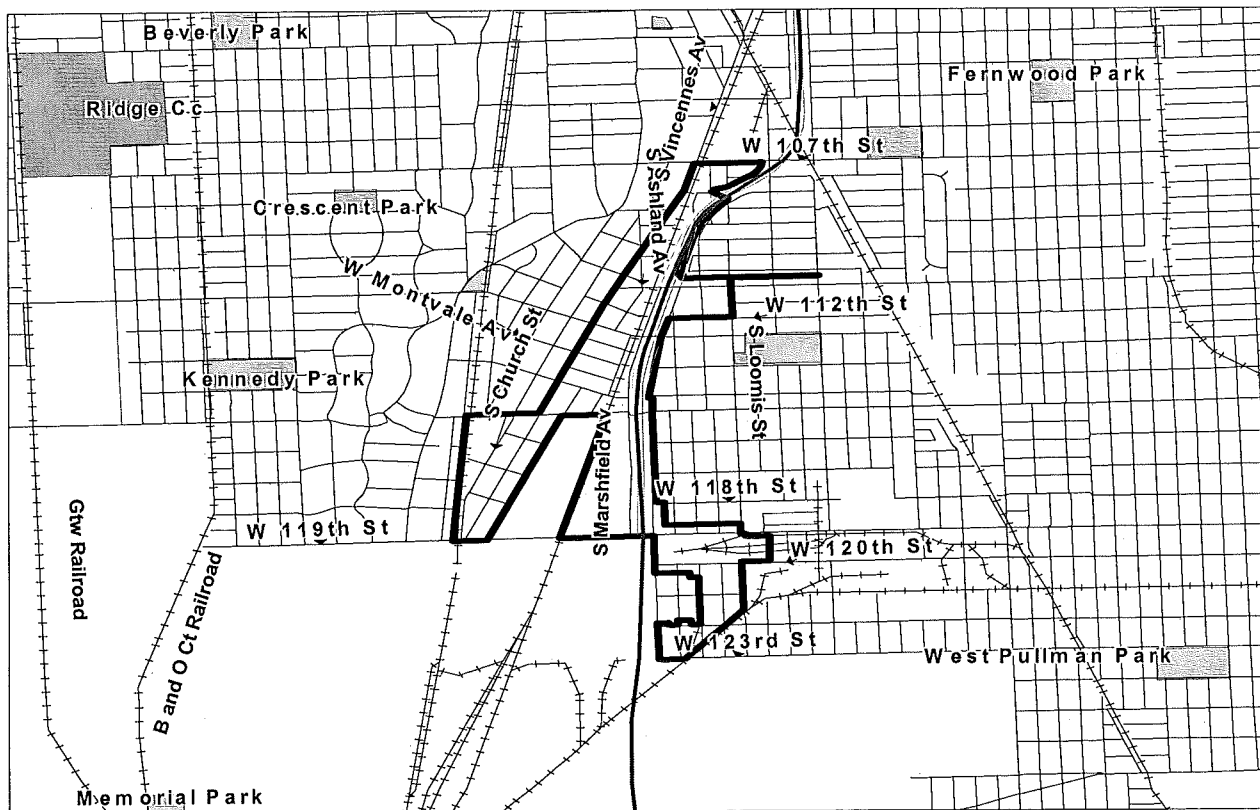 Beverly Park
Ridge Cc
Fernwood Park
S Vincennes Av
W 107th St
Crescent Park
S Ashland Av
W Montvale Av
W 112th St
S Church St
S Loomis St
Kennedy Park
S Marshfield Av
W 118th St
Gtw Railroad
W 119th St
W 120th St
B and O Ct Railroad
W 123rd St
West Pullman Park
Memorial Park